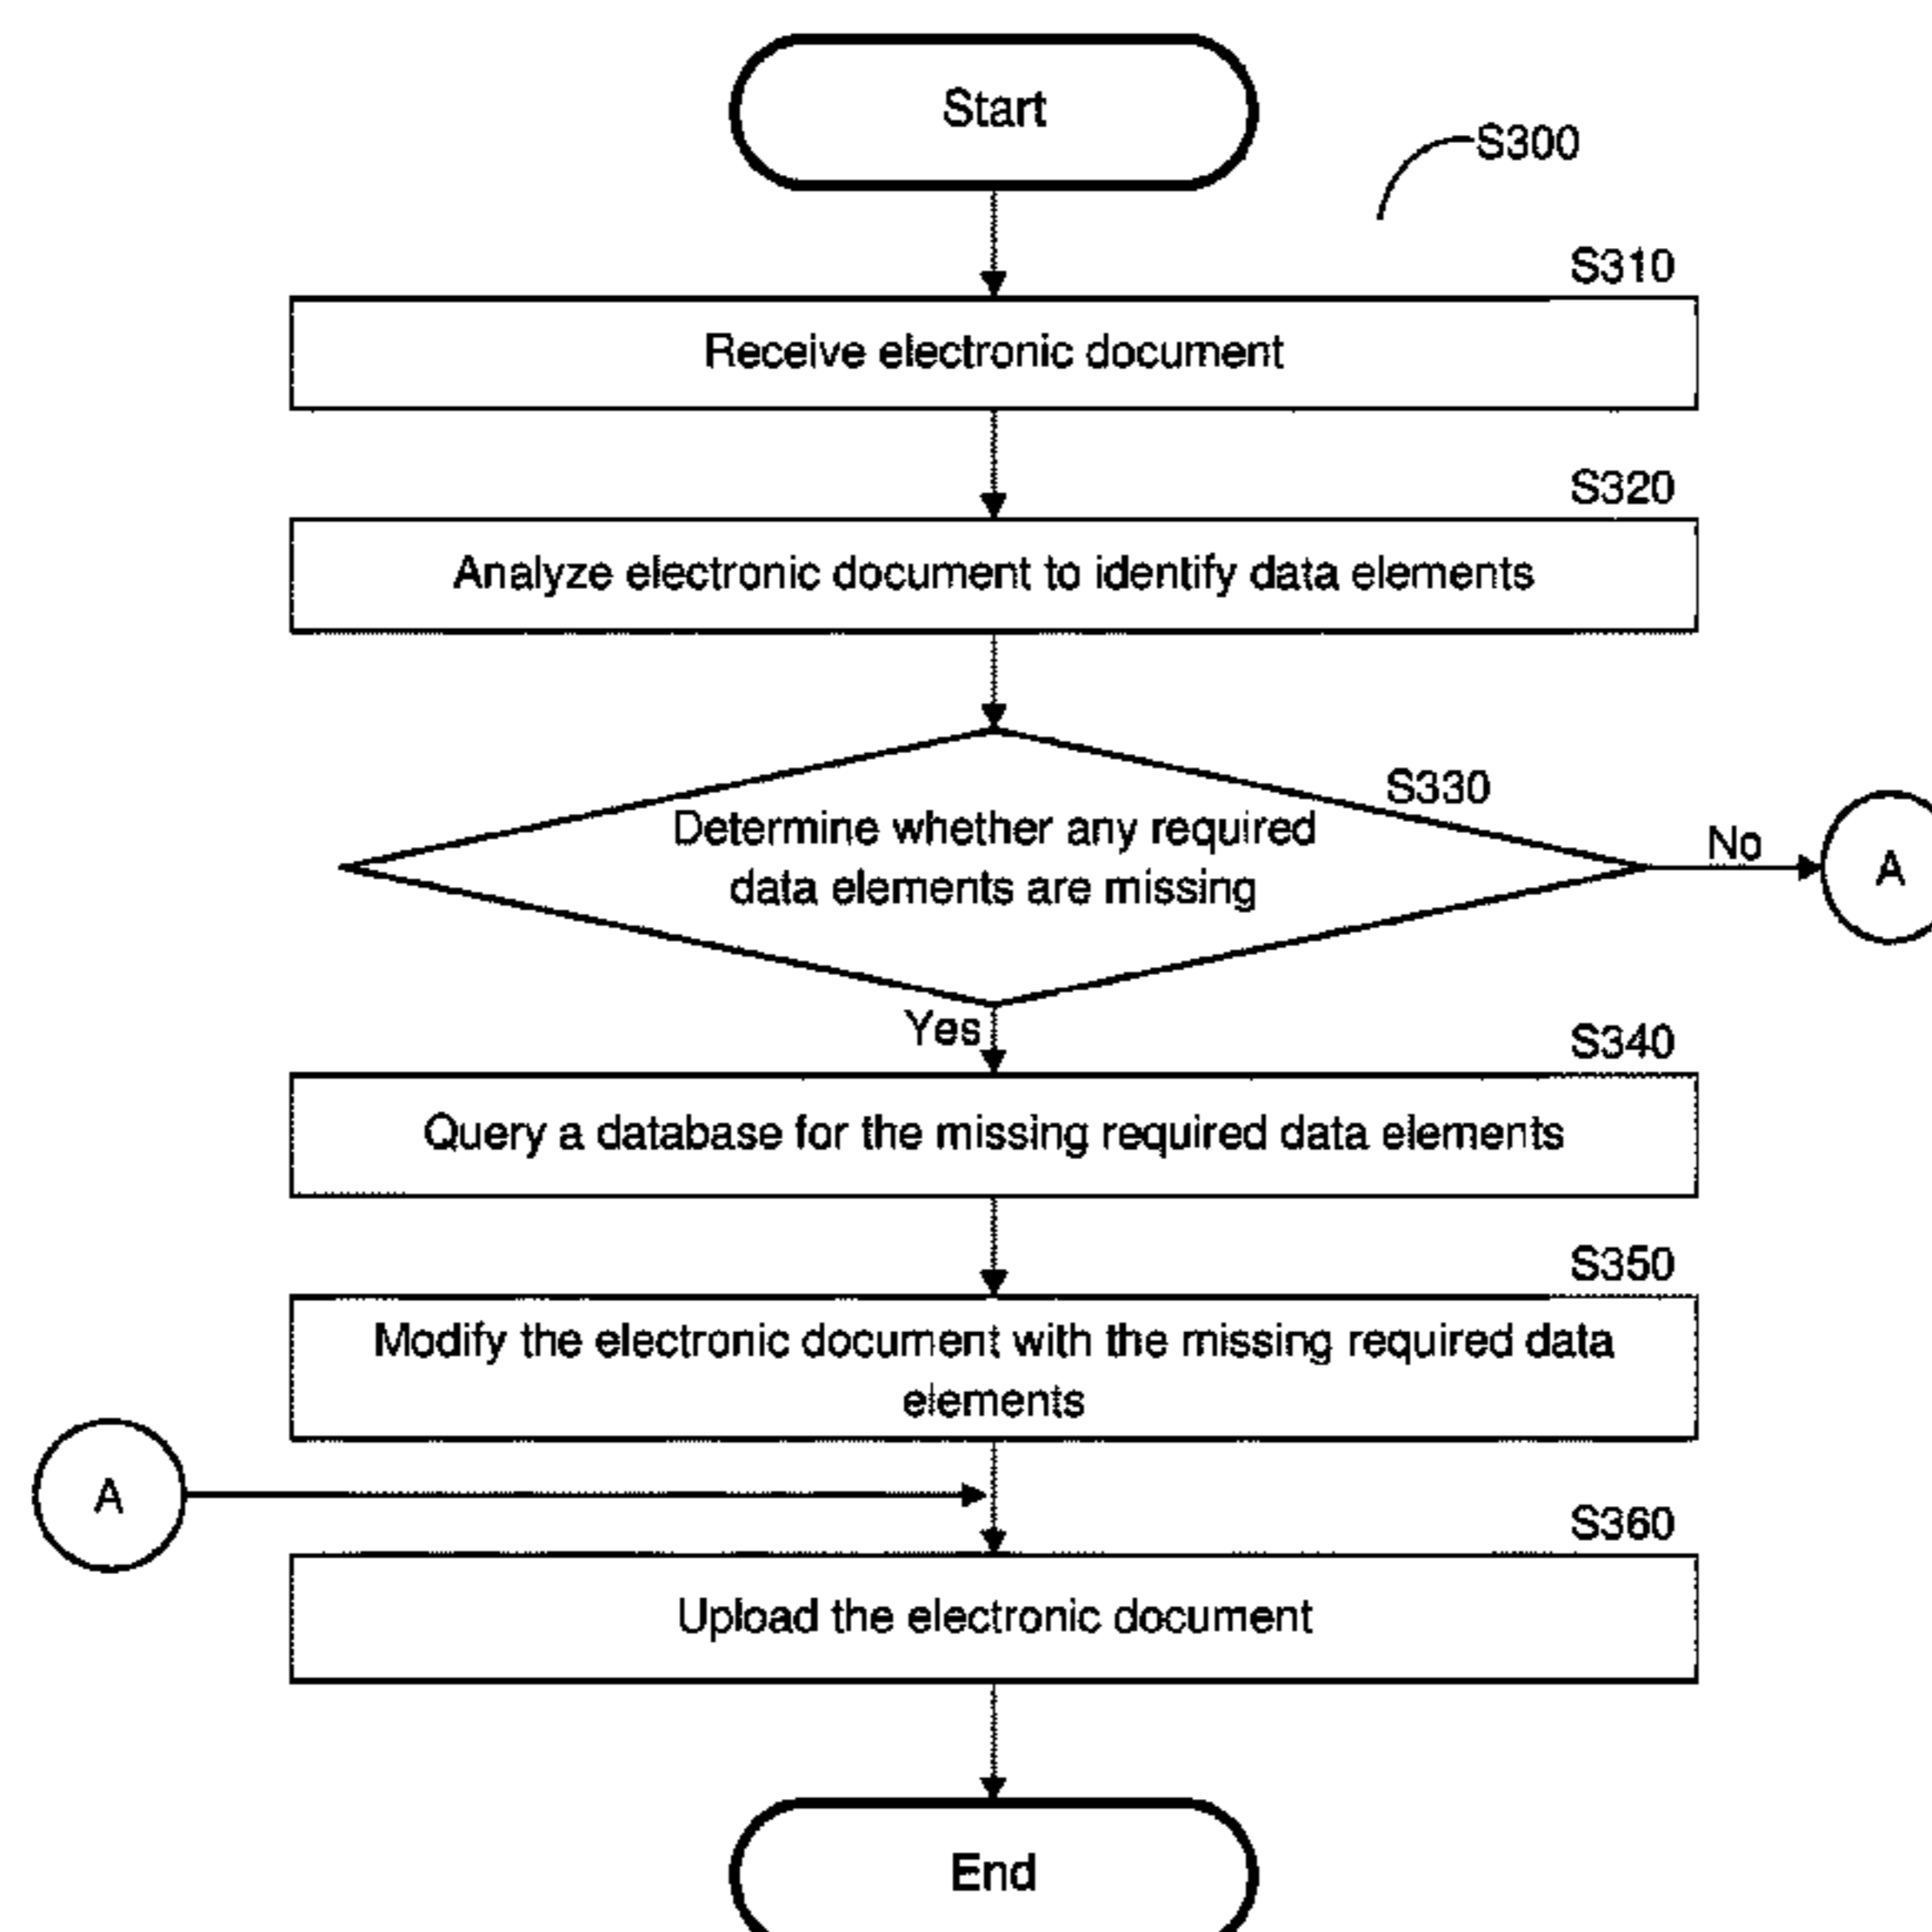 Start
S300
S310
Receive electronic document
S320
Analyze electronic document to identify data elements
S330
Determine whether any required
data elements are missing
No
A
Yes
S340
Query a database for the missing required data elements
S350
Modify the electronic document with the missing required data
elements
A
S360
Upload the electronic document
End